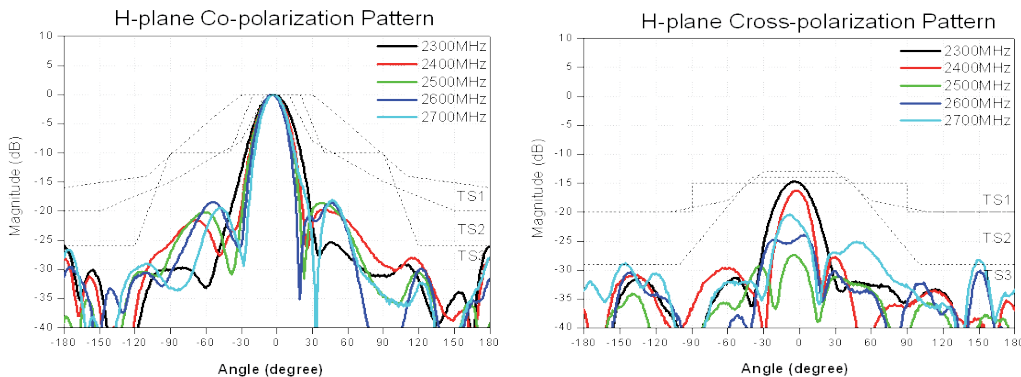 H-plane Co-polarization Pattern
10
5
0
-5
-10
-15
-20
-25
-30
-35
-40
Magnitude (dB)
2300MHz
2400MHz
2500MHz
2600MHz
2700MHz
TS1
TS2
-180 -150 -120 -90 -60 -30 0 30 60 90 120 150 180
Angle (degree)
H-plane Cross-polarization Pattern
10
5
0
-5
-10
-15
-20
-25
-30
-35
-40
Magnitude (dB)
2300MHz
2400MHz
2500MHz
2600MHz
2700MHz
TS1
TS2
TS3
-180 -150 -120 -90 -60 -30 0 30 60 90 120 150 180
Angle (degree)